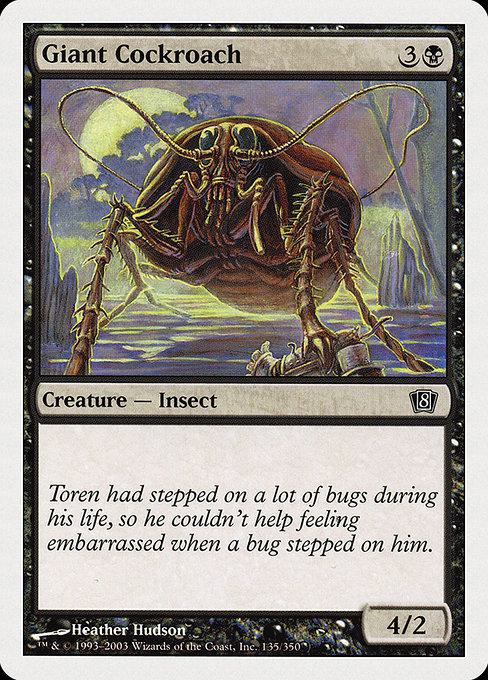 Giant Cockroach 3
Creature — Insect 8
Toren had stepped on a lot of bugs during
his life, so he couldn't help feeling
embarrassed when a bug stepped on him.
Heather Hudson
4/2
™ & © 1993–2003 Wizards of the Coast, Inc. 135/350